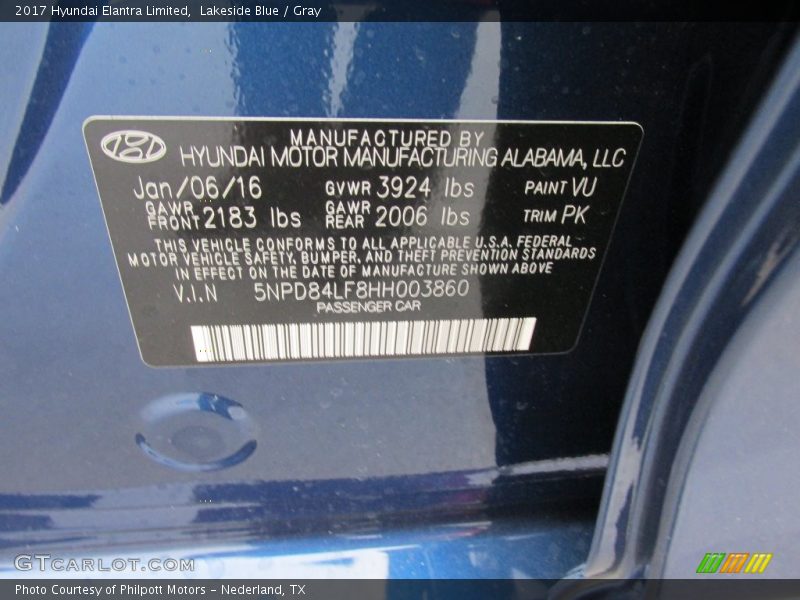 2017 Hyundai Elantra Limited, Lakeside Blue / Gray
MANUFACTURED BY
HYUNDAI MOTOR MANUFACTURING ALABAMA, LLC
Jan/06/16 GVWR 3924 lbs PAINT VU
GAWR FRONT 2183 lbs GAWR REAR 2006 lbs TRIM PK
THIS VEHICLE CONFORMS TO ALL APPLICABLE U.S.A. FEDERAL
MOTOR VEHICLE SAFETY, BUMPER, AND THEFT PREVENTION STANDARDS
IN EFFECT ON THE DATE OF MANUFACTURE SHOWN ABOVE
V.I.N 5NPD84LF8HH003860
PASSENGER CAR
GTCARLOT.COM
Photo Courtesy of Philpott Motors - Nederland, TX